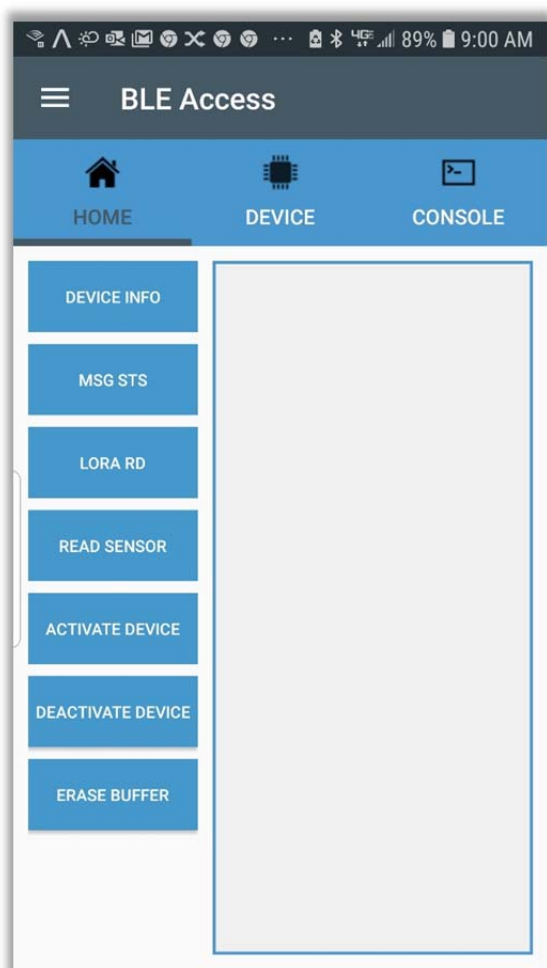 4GE 89% 9:00 AM
BLE Access
HOME DEVICE CONSOLE
DEVICE INFO
MSG STS
LORA RD
READ SENSOR
ACTIVATE DEVICE
DEACTIVATE DEVICE
ERASE BUFFER